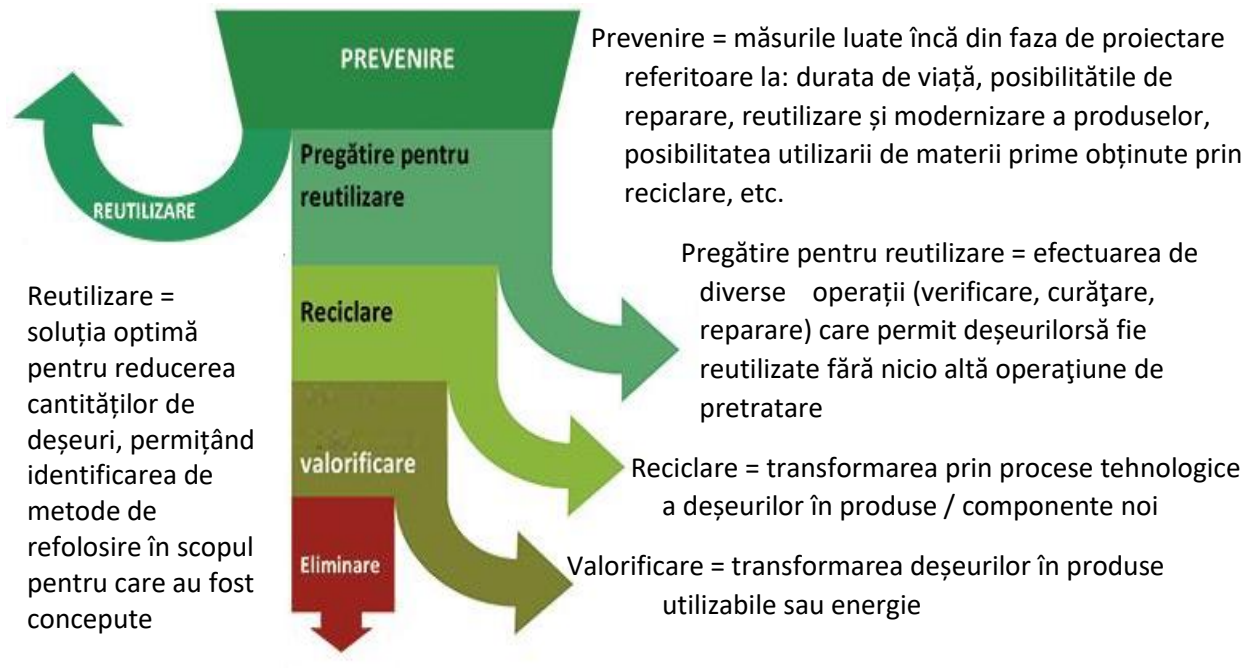 PREVENIRE
Prevenire = măsurile luate încă din faza de proiectare
referitoare la: durata de viață, posibilitătile de
reparare, reutilizare și modernizare a produselor,
posibilitatea utilizarii de materii prime obținute prin
reciclare, etc.
REUTILIZARE
Reutilizare =
soluția optimă
pentru reducerea
cantităților de
deșeuri, permițând
identificarea de
metode de
refolosire în scopul
pentru care au fost
concepute
Pregătire pentru
reutilizare
Pregătire pentru reutilizare = efectuarea de
diverse operații (verificare, curăţare,
reparare) care permit deșeurilorsă fie
reutilizate fără nicio altă operaţiune de
pretratare
Reciclare
Reciclare = transformarea prin procese tehnologice
a deșeurilor în produse / componente noi
valorificare
Valorificare = transformarea deșeurilor în produse
utilizabile sau energie
Eliminare